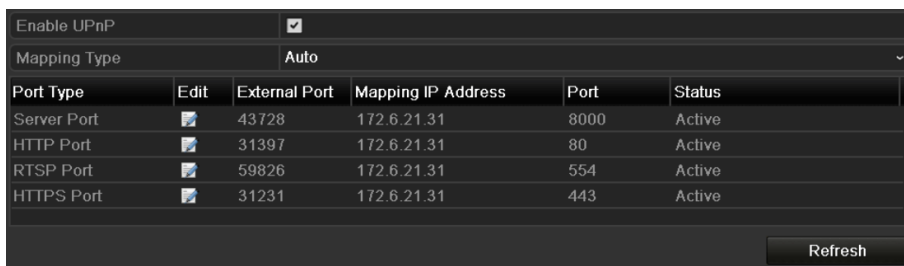 Enable UPnP
Mapping Type Auto
Port Type Edit External Port Mapping IP Address Port Status
Server Port 43728 172.6.21.31 8000 Active
HTTP Port 31397 172.6.21.31 80 Active
RTSP Port 59826 172.6.21.31 554 Active
HTTPS Port 31231 172.6.21.31 443 Active
Refresh